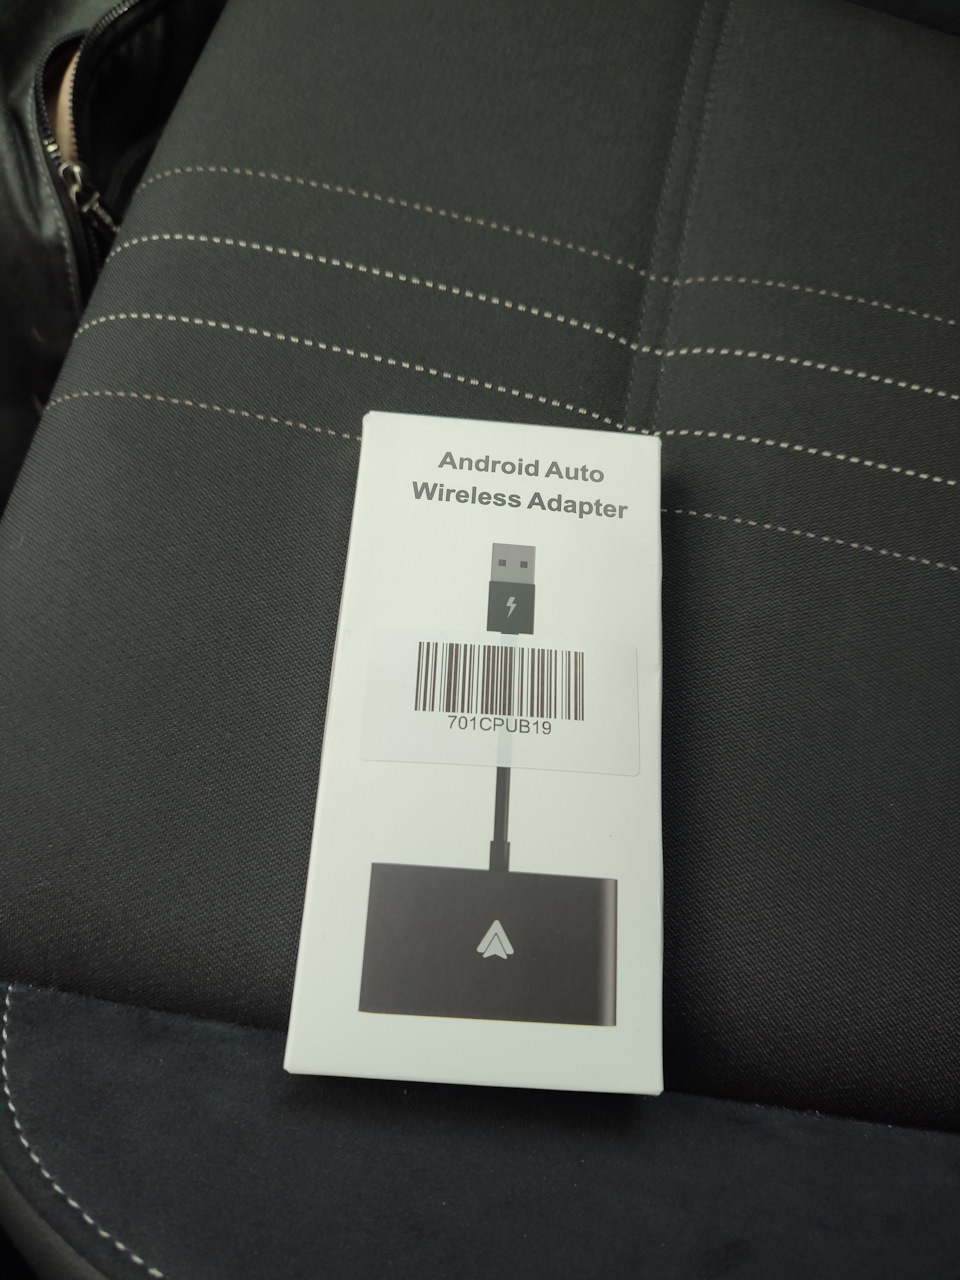 Android Auto
Wireless Adapter
701CPUB19